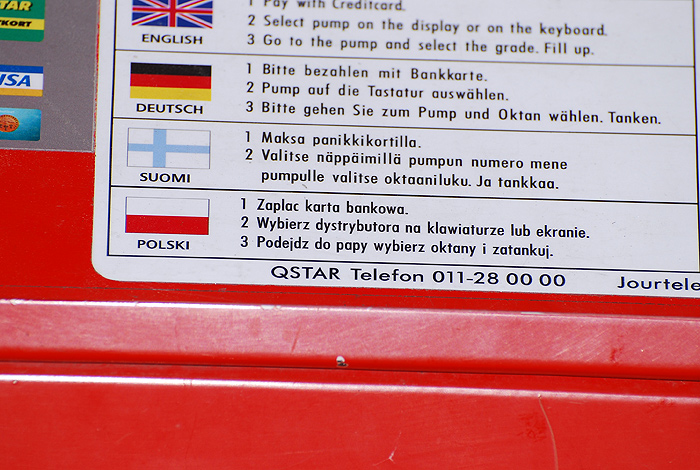 STAR
TKORT
VISA
1 Pay with Creditcard.
2 Select pump on the display or on the keyboard.
3 Go to the pump and select the grade. Fill up.
ENGLISH
1 Bitte bezahlen mit Bankkarte.
2 Pump auf die Tastatur auswählen.
3 Bitte gehen Sie zum Pump und Oktan wählen. Tanken.
DEUTSCH
1 Maksa panikkikortilla.
2 Valitse näppäimillä pumpun numero mene
pumpulle valitse oktaaniluku. Ja tankkaa.
SUOMI
1 Zaplac karta bankowa.
2 Wybierz dystrybutora na klawiaturze lub ekranie.
3 Podejdz do papy wybierz oktany i zatankuj.
POLSKI
QSTAR Telefon 011-28 00 00
Jourtele